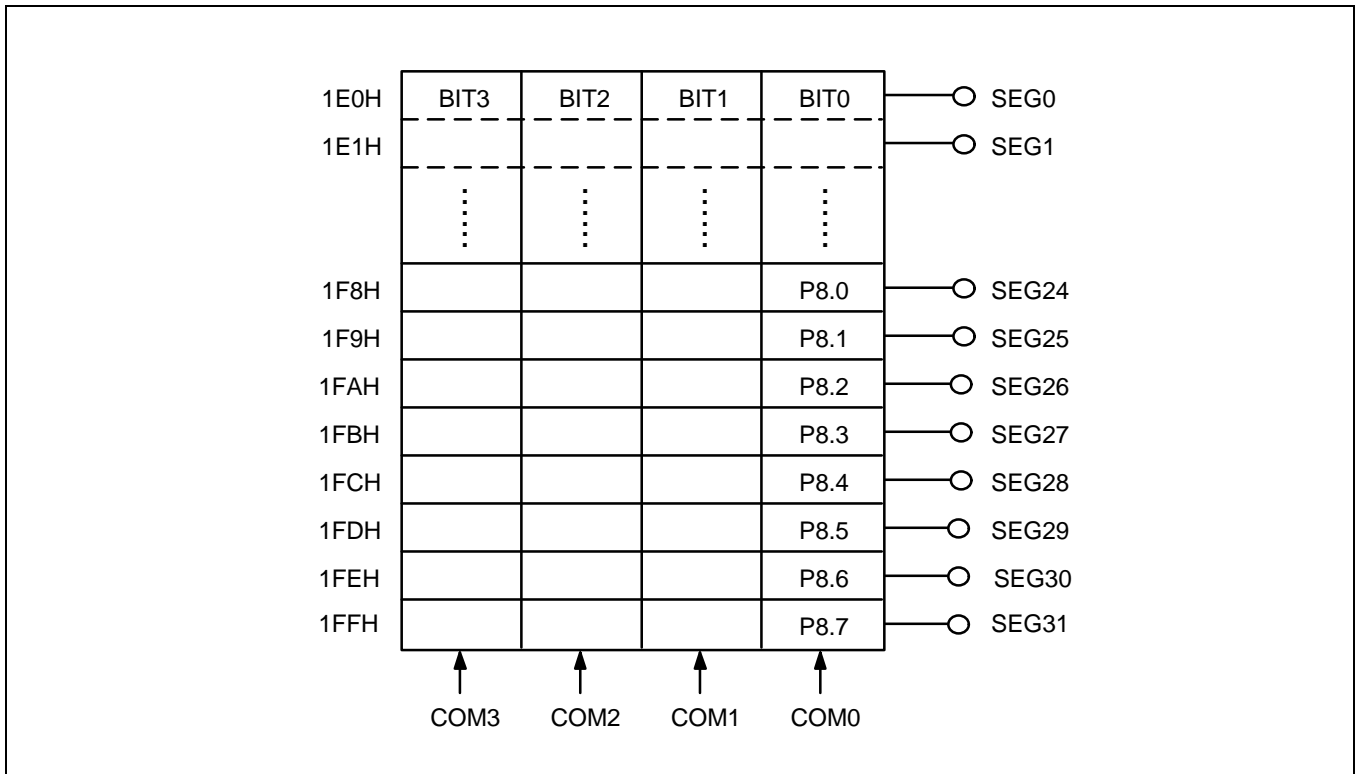 1E0H BIT3 BIT2 BIT1 BIT0 SEG0
1E1H SEG1
1F8H P8.0 SEG24
1F9H P8.1 SEG25
1FAH P8.2 SEG26
1FBH P8.3 SEG27
1FCH P8.4 SEG28
1FDH P8.5 SEG29
1FEH P8.6 SEG30
1FFH P8.7 SEG31
COM3 COM2 COM1 COM0